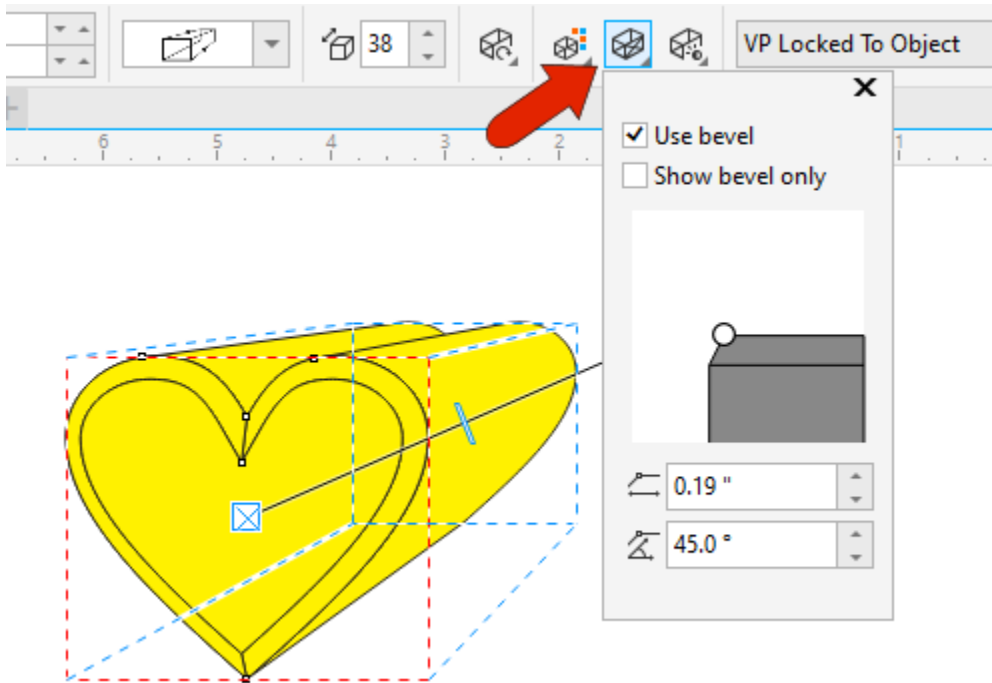 38
VP Locked To Object
6 5 4 3 2 1
Use bevel
Show bevel only
0.19 "
45.0 °